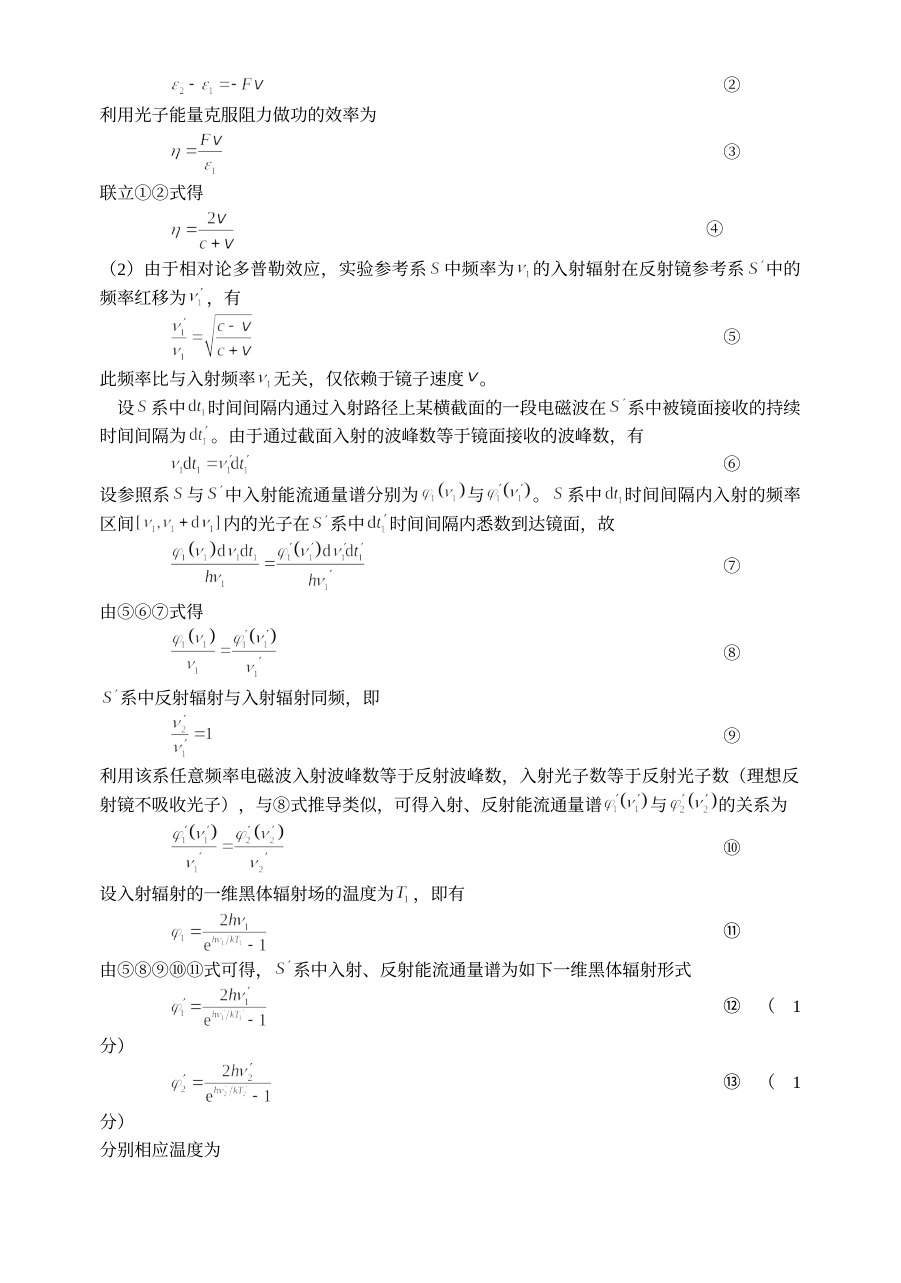 ε₂ - ε₁ = - Fv ②
利用光子能量克服阻力做功的效率为
η = Fv/ε₁ ③
联立①②式得
η = 2v/(c + v) ④
（2）由于相对论多普勒效应，实验参考系 S 中频率为 ν₁ 的入射辐射在反射镜参考系 S′ 中的
频率红移为 ν₁′，有
ν₁′/ν₁ = √((c - v)/(c + v)) ⑤
此频率比与入射频率 ν₁ 无关，仅依赖于镜子速度 v。
设 S 系中 dt₁ 时间间隔内通过入射路径上某横截面的一段电磁波在 S′ 系中被镜面接收的持续
时间间隔为 dt₁′。由于通过截面入射的波峰数等于镜面接收的波峰数，有
ν₁dt₁ = ν₁′dt₁′ ⑥
设参照系 S 与 S′ 中入射能流通量谱分别为 φ₁(ν₁) 与 φ₁′(ν₁′)。S 系中 dt₁ 时间间隔内入射的频率
区间[ν₁, ν₁ + dν₁]内的光子在 S′ 系中 dt₁′ 时间间隔内悉数到达镜面，故
φ₁(ν₁)dν₁dt₁/hν₁ = φ₁′(ν₁′)dν₁′dt₁′/hν₁′ ⑦
由⑤⑥⑦式得
φ₁(ν₁)/ν₁ = φ₁′(ν₁′)/ν₁′ ⑧
S′ 系中反射辐射与入射辐射同频，即
ν₂′/ν₁′ = 1 ⑨
利用该系任意频率电磁波入射波峰数等于反射波峰数，入射光子数等于反射光子数（理想反
射镜不吸收光子），与⑧式推导类似，可得入射、反射能流通量谱 φ₁′(ν₁′) 与 φ₂′(ν₂′) 的关系为
φ₁′(ν₁′)/ν₁′ = φ₂′(ν₂′)/ν₂′ ⑩
设入射辐射的一维黑体辐射场的温度为 T₁，即有
φ₁ = 2hν₁/(e^(hν₁/kT₁) - 1) ⑪
由⑤⑧⑨⑩⑪式可得，S′ 系中入射、反射能流通量谱为如下一维黑体辐射形式
φ₁′ = 2hν₁′/(e^(hν₁′/kT₁′) - 1) ⑫ （ 1
分）
φ₂′ = 2hν₂′/(e^(hν₂′/kT₂′) - 1) ⑬ （ 1
分）
分别相应温度为